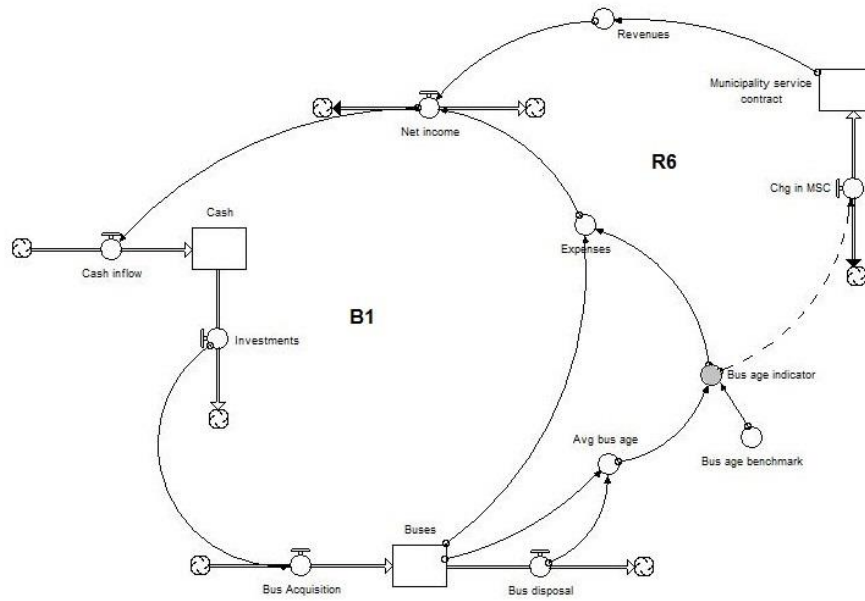 Revenues
Municipality service
contract
Net income
R6
Chg in MSC
Cash
Expenses
Cash inflow
B1
Investments
Bus age indicator
Avg bus age
Bus age benchmark
Buses
Bus Acquisition
Bus disposal